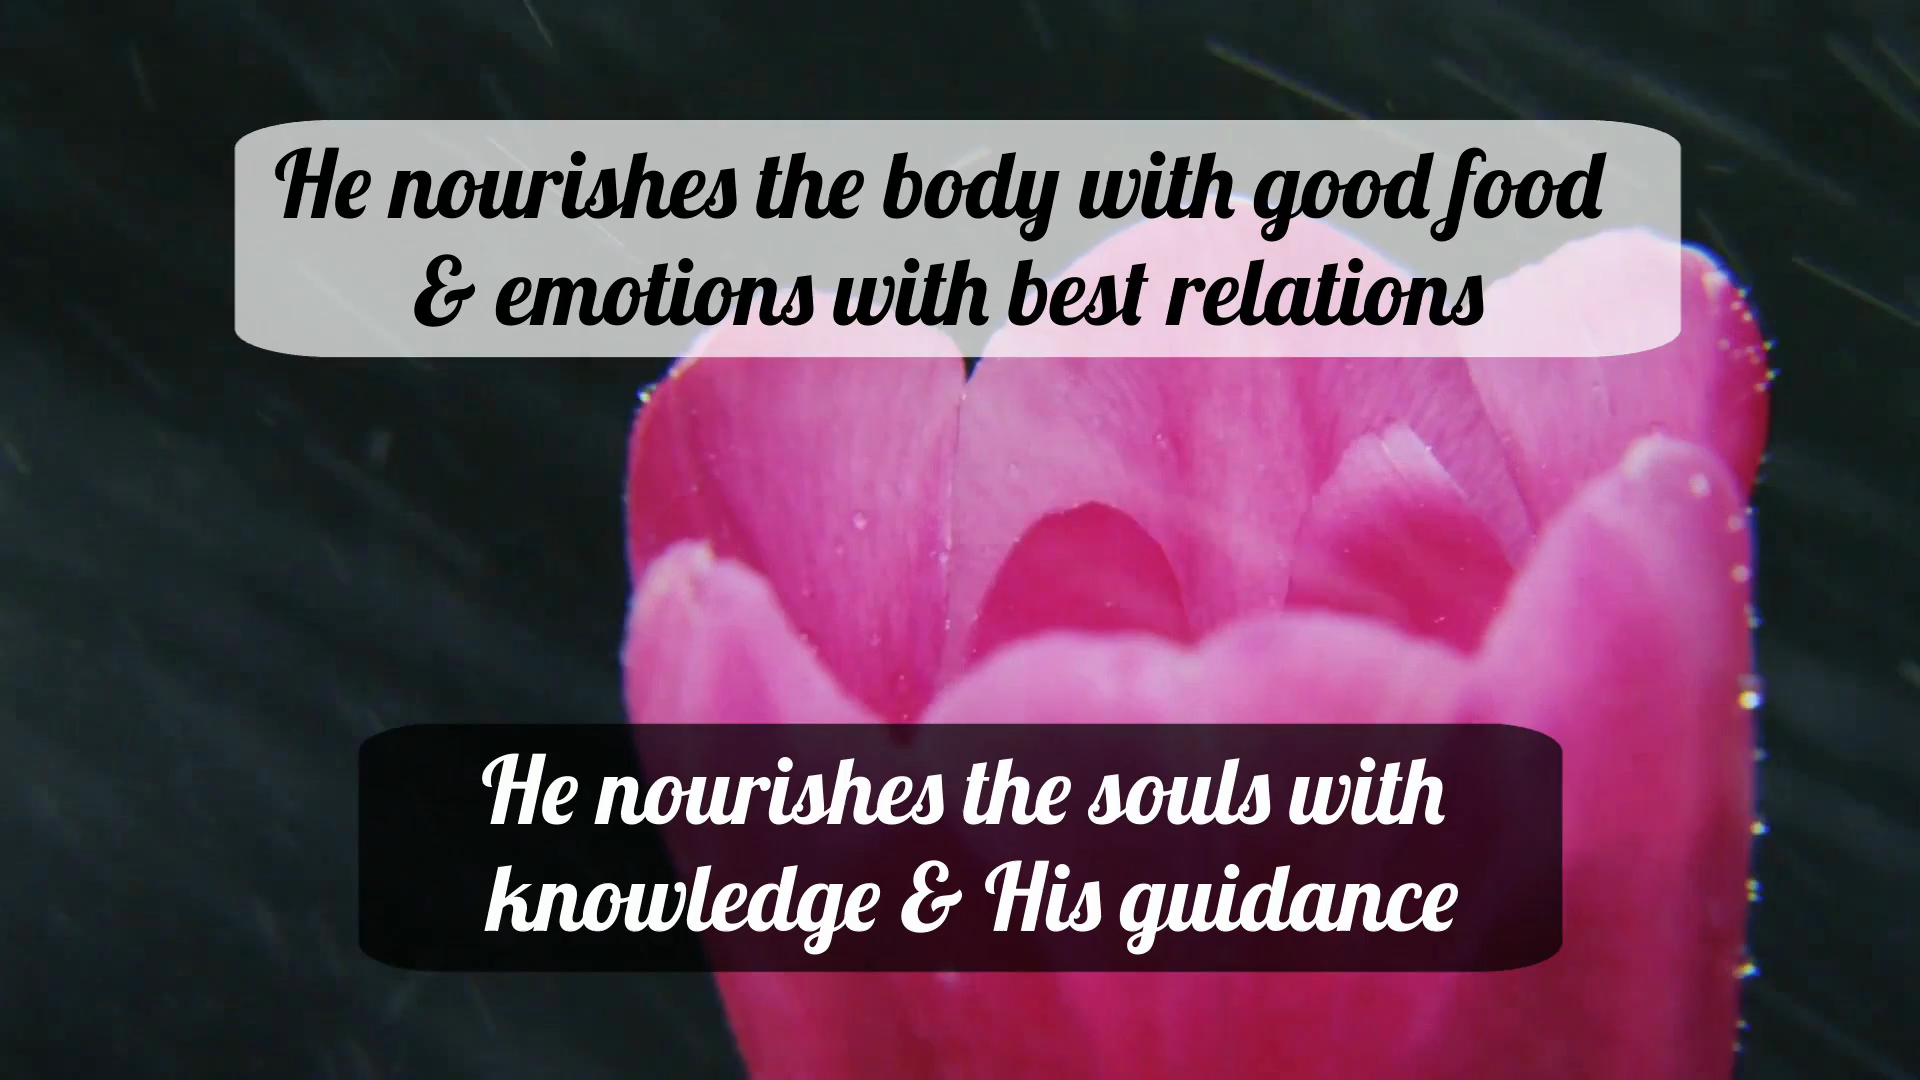 He nourishes the body with good food
& emotions with best relations
He nourishes the souls with
knowledge & His guidance